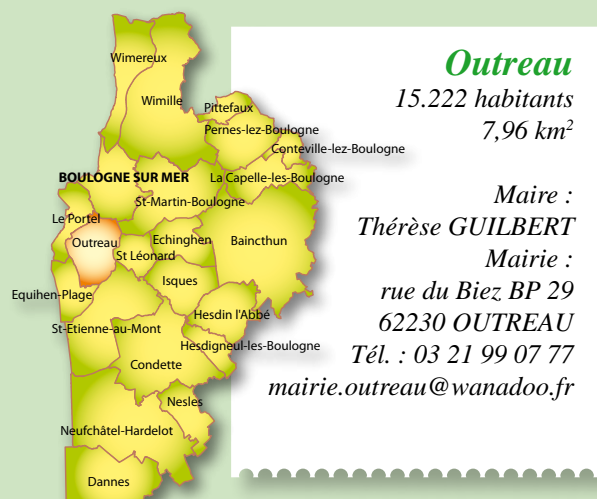 Wimereux
Wimille
Pittefaux
Pernes-lez-Boulogne
Conteville-lez-Boulogne
BOULOGNE SUR MER
La Capelle-les-Boulogne
St-Martin-Boulogne
Le Portel
Outreau
Echinghen
Baincthun
St Léonard
Isques
Equihen-Plage
Hesdin l'Abbé
St-Etienne-au-Mont
Hesdigneul-les-Boulogne
Condette
Nesles
Neufchâtel-Hardelot
Dannes
Outreau
15.222 habitants
7,96 km²
Maire :
Thérèse GUILBERT
Mairie :
rue du Biez BP 29
62230 OUTREAU
Tél. : 03 21 99 07 77
mairie.outreau@wanadoo.fr